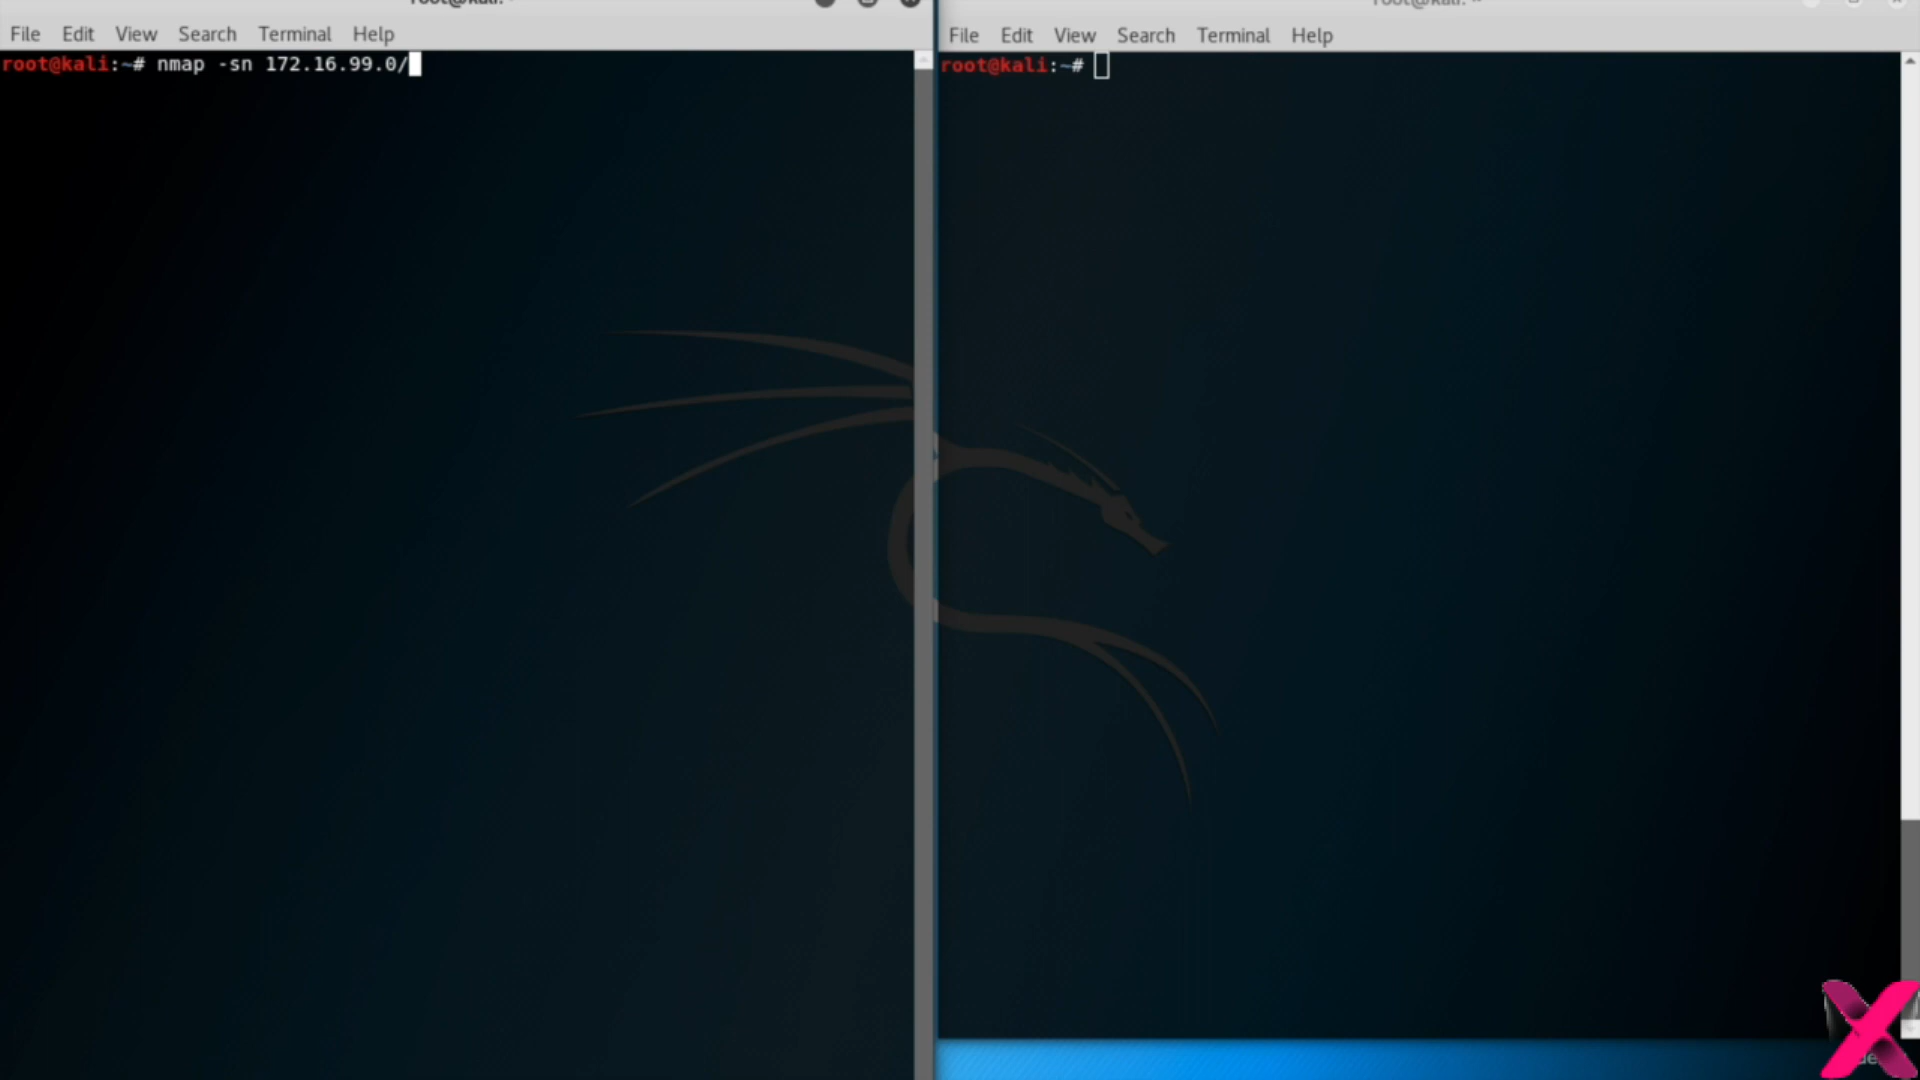 File Edit View Search Terminal Help
root@kali:~# nmap -sn 172.16.99.0/
File Edit View Search Terminal Help
root@kali:~#